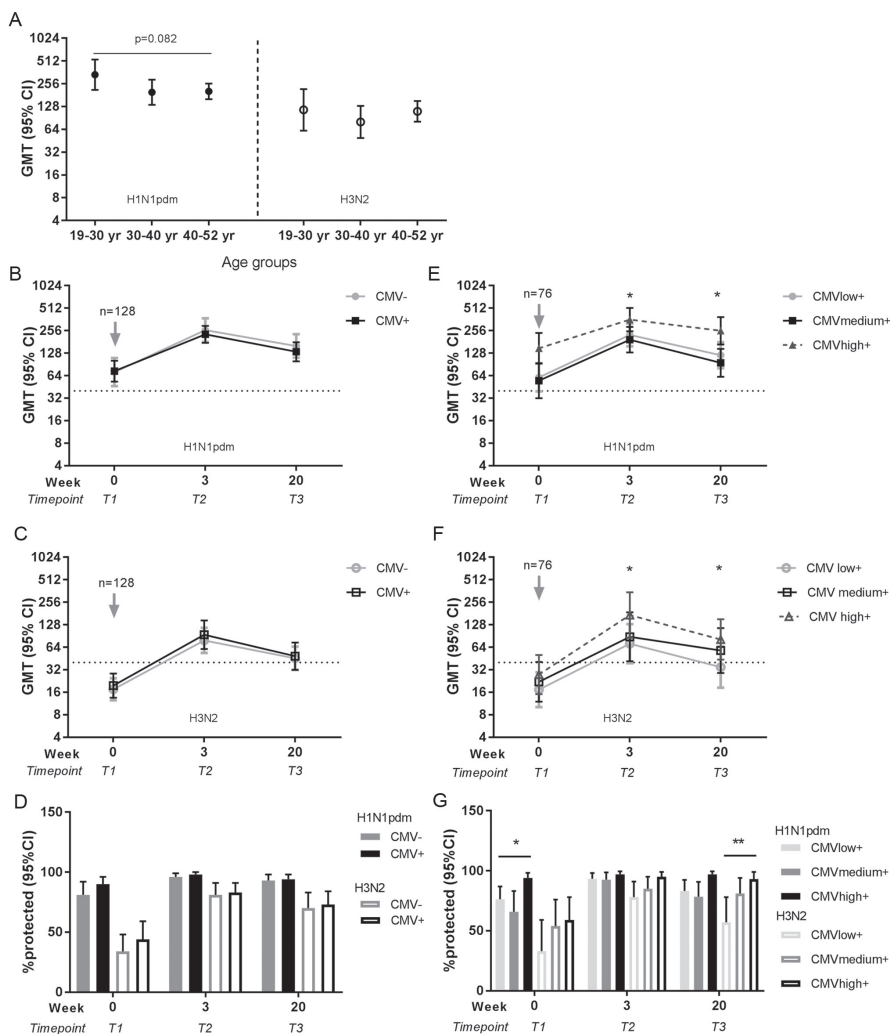 A
GMT (95% CI)
1024
512
256
128
64
32
16
8
4
p=0.082
H1N1pdm
H3N2
19-30 yr 30-40 yr 40-52 yr 19-30 yr 30-40 yr 40-52 yr
Age groups
B
GMT (95% CI)
1024
512
256
128
64
32
16
8
4
n=128
H1N1pdm
CMV-
CMV+
Week 0 3 20
Timepoint T1 T2 T3
E
GMT (95% CI)
1024
512
256
128
64
32
16
8
4
n=76
* *
H1N1pdm
CMVlow+
CMVmedium+
CMVhigh+
Week 0 3 20
Timepoint T1 T2 T3
C
GMT (95% CI)
1024
512
256
128
64
32
16
8
4
n=128
H3N2
CMV-
CMV+
Week 0 3 20
Timepoint T1 T2 T3
F
GMT (95% CI)
1024
512
256
128
64
32
16
8
4
n=76
* *
H3N2
CMV low+
CMV medium+
CMV high+
Week 0 3 20
Timepoint T1 T2 T3
D
%protected (95%CI)
150
100
50
0
H1N1pdm
CMV-
CMV+
H3N2
CMV-
CMV+
Week 0 3 20
Timepoint T1 T2 T3
G
%protected (95%CI)
150
100
50
0
* **
H1N1pdm
CMVlow+
CMVmedium+
CMVhigh+
H3N2
CMVlow+
CMVmedium+
CMVhigh+
Week 0 3 20
Timepoint T1 T2 T3